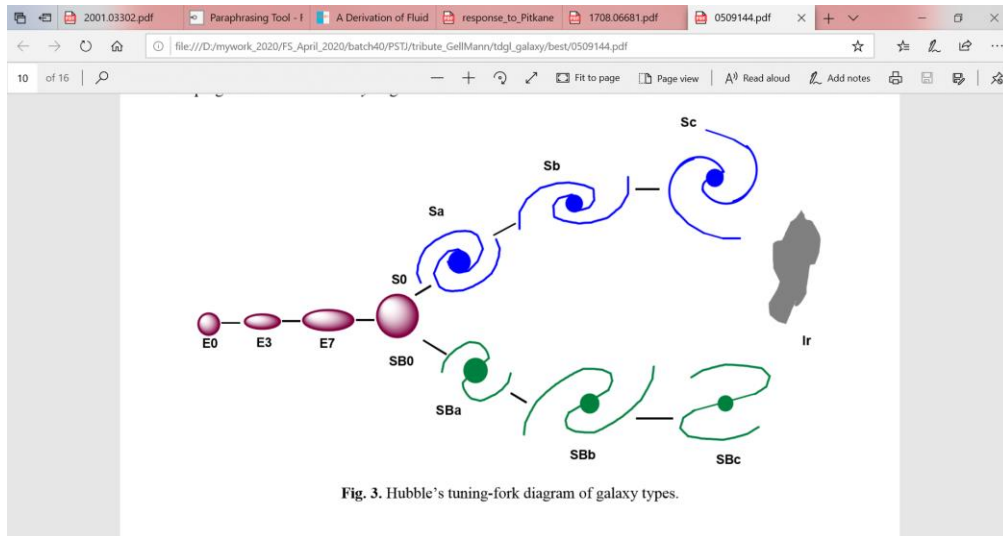 2001.03302.pdf
Paraphrasing Tool - F
A Derivation of Fluid
response_to_Pitkane
1708.06681.pdf
0509144.pdf
file:///D:/mywork_2020/FS_April_2020/batch40/PSTJ/tribute_GellMann/tdgl_galaxy/best/0509144.pdf
10 of 16
Fit to page
Page view
Read aloud
Add notes
Sc
Sb
Sa
S0
E0
E3
E7
SB0
Ir
SBa
SBb
SBc
Fig. 3. Hubble's tuning-fork diagram of galaxy types.